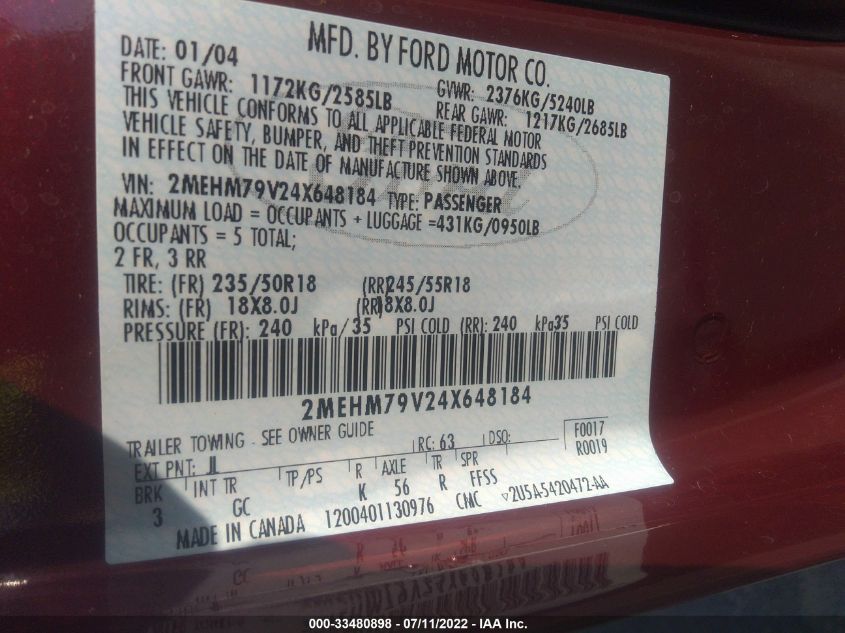 MFD. BY FORD MOTOR CO.
DATE: 01/04 GVWR: 2376KG/5240LB
FRONT GAWR: 1172KG/2585LB REAR GAWR: 1217KG/2685LB
THIS VEHICLE CONFORMS TO ALL APPLICABLE FEDERAL MOTOR
VEHICLE SAFETY, BUMPER, AND THEFT PREVENTION STANDARDS
IN EFFECT ON THE DATE OF MANUFACTURE SHOWN ABOVE.
VIN: 2MEHM79V24X648184 TYPE: PASSENGER
MAXIMUM LOAD = OCCUPANTS + LUGGAGE =431KG/0950LB
OCCUPANTS = 5 TOTAL;
2 FR, 3 RR
TIRE: (FR) 235/50R18 (RR)245/55R18
RIMS: (FR) 18X8.0J (RR)18X8.0J
PRESSURE (FR): 240 kPa/35 PSI COLD (RR): 240 kPa35 PSI COLD
2MEHM79V24X648184
TRAILER TOWING - SEE OWNER GUIDE
EXT PNT: JL RC: 63 DSO: F0017
R0019
BRK INT TR TP/PS R AXLE TR SPR
3 GC K 56 R FFSS
MADE IN CANADA 1200401130976 CMC 2U5A-5420472-AA
000-33480898 - 07/11/2022 - IAA Inc.